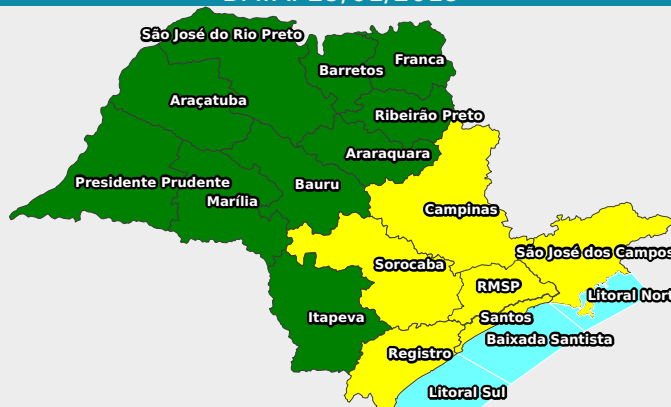 São José do Rio Preto
Franca
Barretos
Araçatuba
Ribeirão Preto
Araraquara
Presidente Prudente
Bauru
Marília
Campinas
São José dos Campos
Sorocaba
RMSP
Litoral Nort
Itapeva
Santos
Baixada Santista
Registro
Litoral Sul